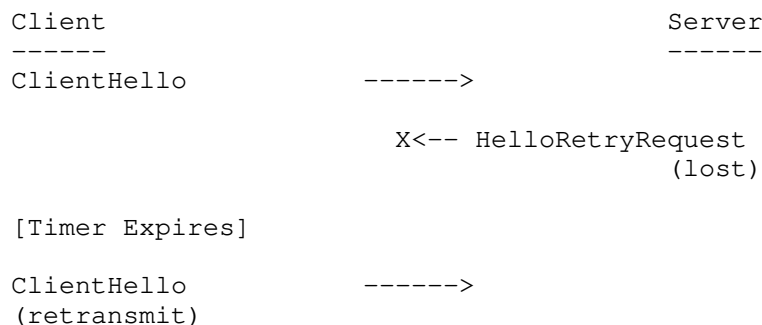 Client                                   Server
------                                   ------
ClientHello           ------>
X<-- HelloRetryRequest
(lost)
[Timer Expires]
ClientHello           ------>
(retransmit)